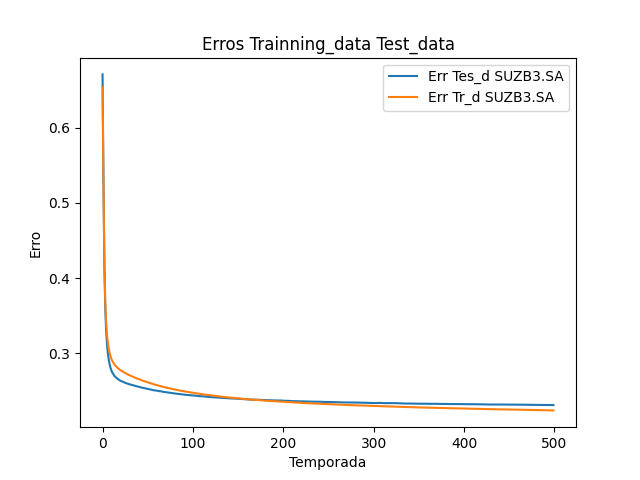 Erros Trainning_data Test_data
Err Tes_d SUZB3.SA
Err Tr_d SUZB3.SA
Erro
0.6
0.5
0.4
0.3
0 100 200 300 400 500
Temporada